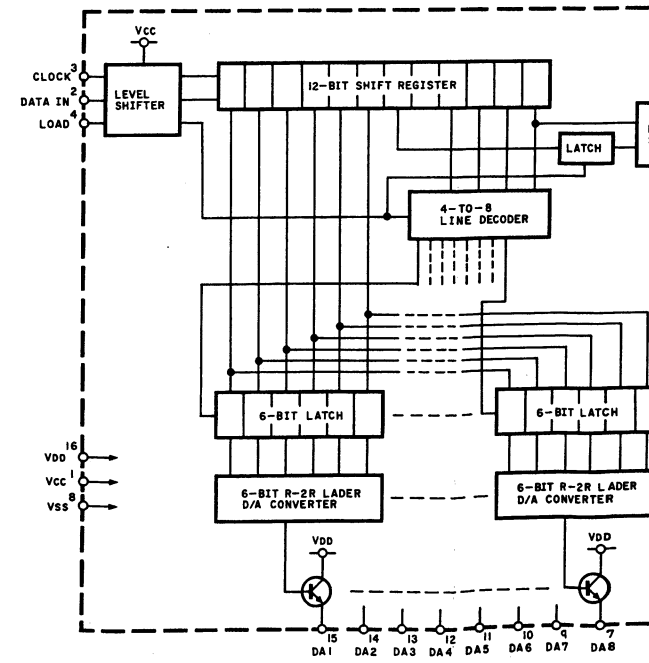 VCC
CLOCK 3
DATA IN 2
LOAD 4
LEVEL
SHIFTER
12-BIT SHIFT REGISTER
LATCH
4-TO-8
LINE DECODER
6-BIT LATCH
6-BIT LATCH
VDD 16
VCC 1
VSS 8
6-BIT R-2R LADER
D/A CONVERTER
6-BIT R-2R LADER
D/A CONVERTER
VDD
VDD
15 14 13 12 11 10 9 7
DA1 DA2 DA3 DA4 DA5 DA6 DA7 DA8